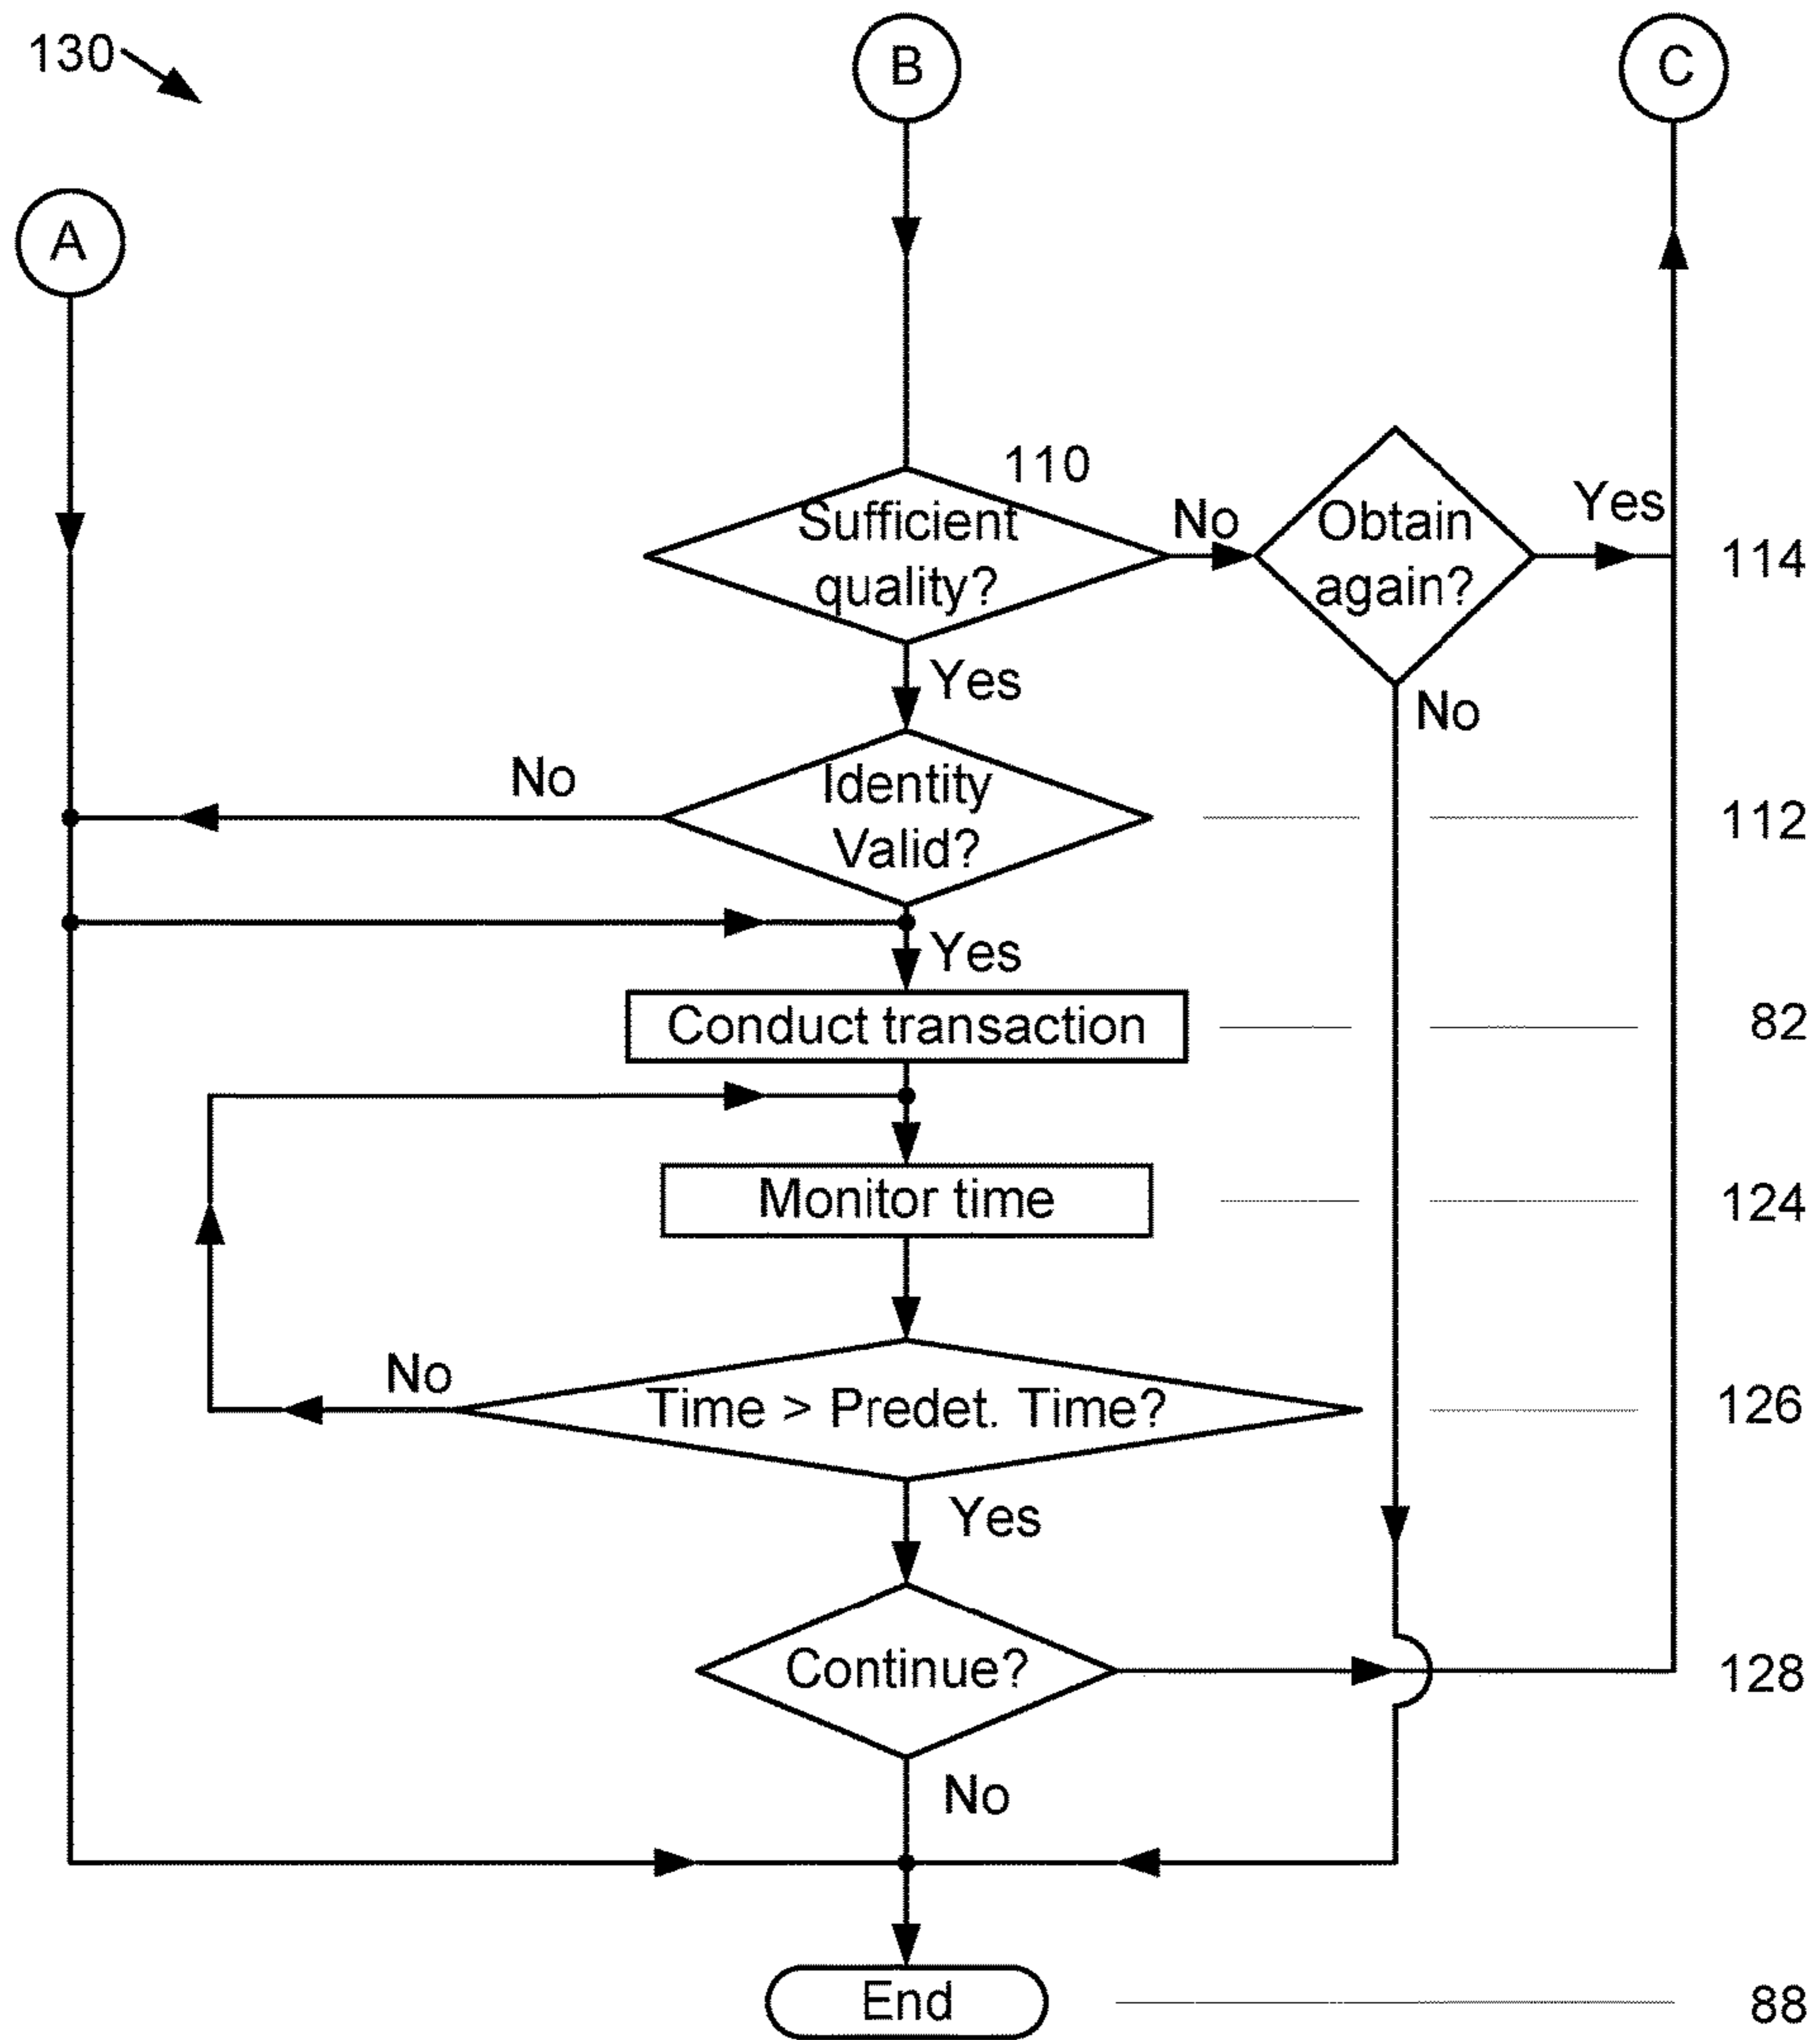 130
B
C
A
110
Sufficient
quality?
No
Obtain
again?
Yes
114
Yes
No
No
Identity
Valid?
112
Yes
Conduct transaction
82
Monitor time
124
No
Time > Predet. Time?
126
Yes
Continue?
128
No
End
88